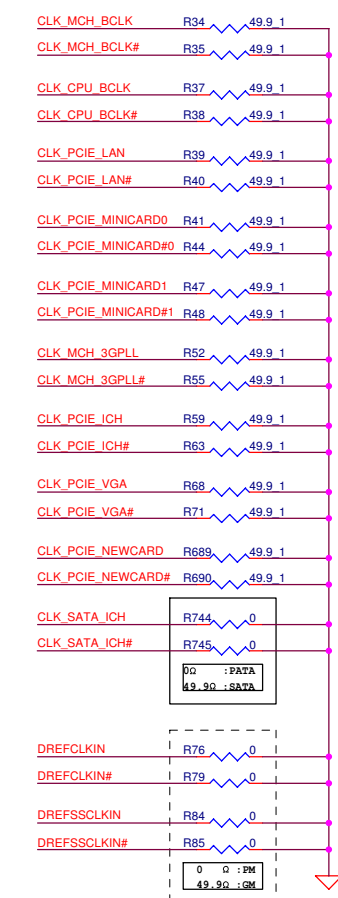 CLK_MCH_BCLK R34 49.9_1
CLK_MCH_BCLK# R35 49.9_1
CLK_CPU_BCLK R37 49.9_1
CLK_CPU_BCLK# R38 49.9_1
CLK_PCIE_LAN R39 49.9_1
CLK_PCIE_LAN# R40 49.9_1
CLK_PCIE_MINICARD0 R41 49.9_1
CLK_PCIE_MINICARD#0 R44 49.9_1
CLK_PCIE_MINICARD1 R47 49.9_1
CLK_PCIE_MINICARD#1 R48 49.9_1
CLK_MCH_3GPLL R52 49.9_1
CLK_MCH_3GPLL# R55 49.9_1
CLK_PCIE_ICH R59 49.9_1
CLK_PCIE_ICH# R63 49.9_1
CLK_PCIE_VGA R68 49.9_1
CLK_PCIE_VGA# R71 49.9_1
CLK_PCIE_NEWCARD R689 49.9_1
CLK_PCIE_NEWCARD# R690 49.9_1
CLK_SATA_ICH R744 0
CLK_SATA_ICH# R745 0
0Ω :PATA
49.9Ω :SATA
DREFCLKIN R76 0
DREFCLKIN# R79 0
DREFSSCLKIN R84 0
DREFSSCLKIN# R85 0
0 Ω :PM
49.9Ω :GM